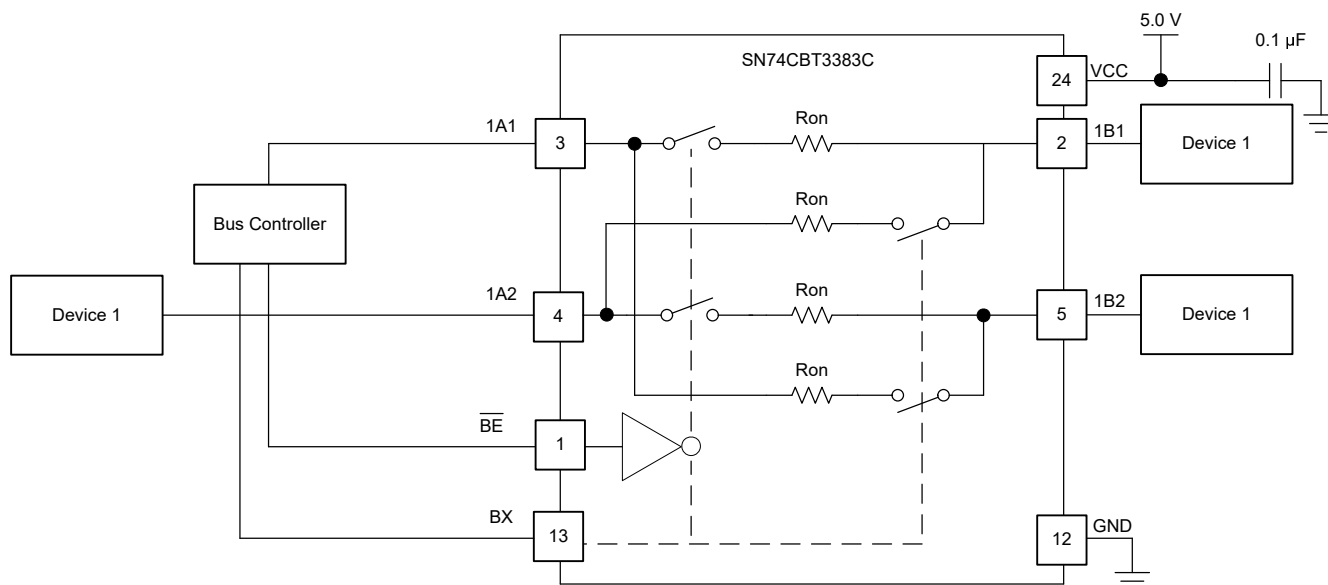 5.0 V
0.1 µF
SN74CBT3383C
24
VCC
1A1
3
Ron
2
1B1
Device 1
Bus Controller
Ron
Device 1
1A2
4
Ron
5
1B2
Device 1
Ron
B̅E̅
1
BX
13
12
GND